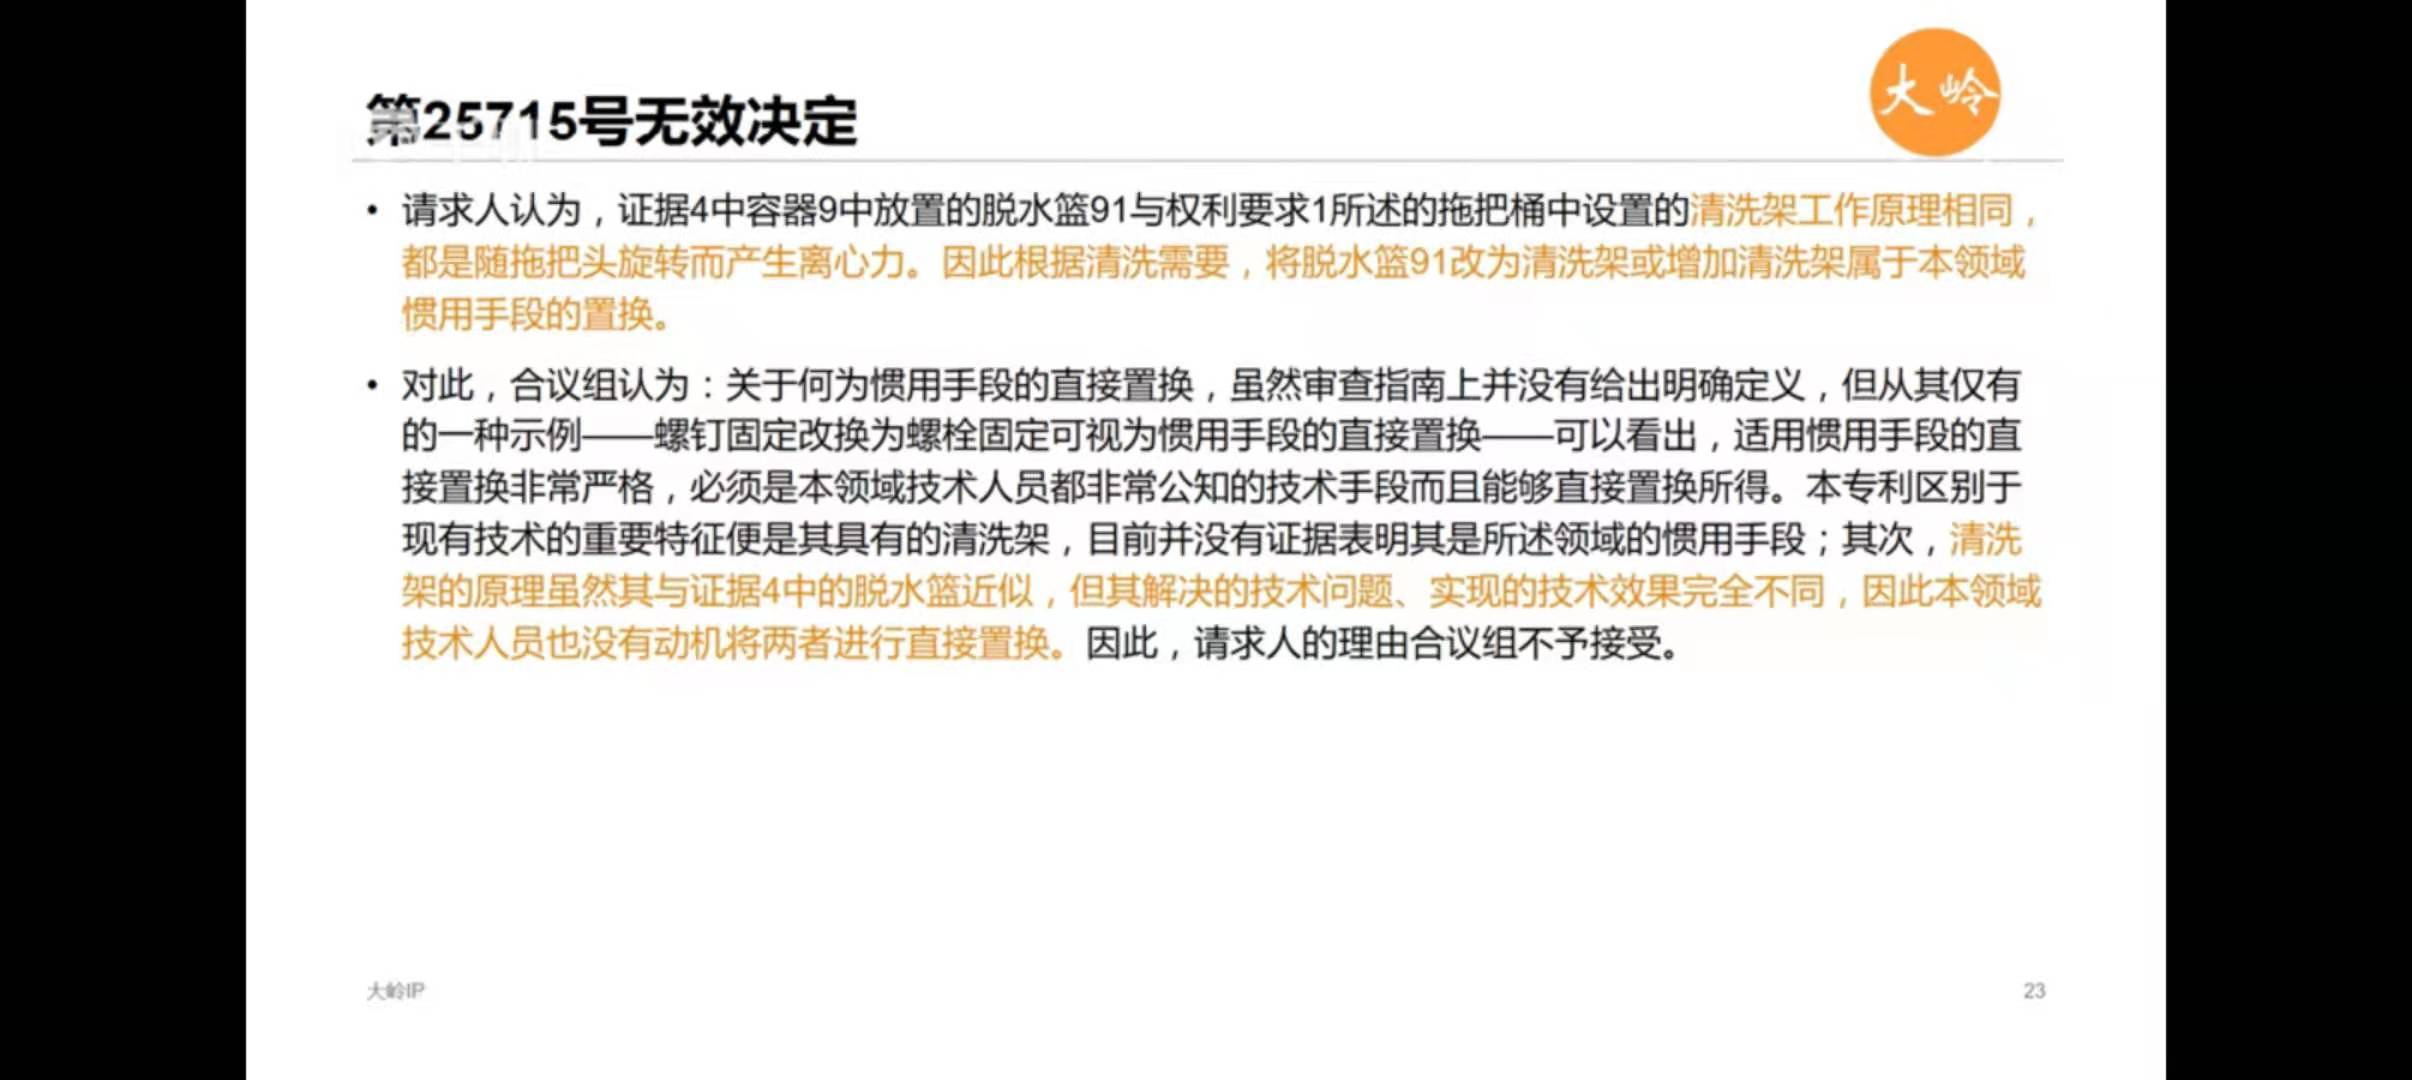 大岭
第25715号无效决定
• 请求人认为，证据4中容器9中放置的脱水篮91与权利要求1所述的拖把桶中设置的清洗架工作原理相同，
都是随拖把头旋转而产生离心力。因此根据清洗需要，将脱水篮91改为清洗架或增加清洗架属于本领域
惯用手段的置换。
• 对此，合议组认为：关于何为惯用手段的直接置换，虽然审查指南上并没有给出明确定义，但从其仅有
的一种示例——螺钉固定改换为螺栓固定可视为惯用手段的直接置换——可以看出，适用惯用手段的直
接置换非常严格，必须是本领域技术人员都非常公知的技术手段而且能够直接置换所得。本专利区别于
现有技术的重要特征便是其具有的清洗架，目前并没有证据表明其是所述领域的惯用手段；其次，清洗
架的原理虽然其与证据4中的脱水篮近似，但其解决的技术问题、实现的技术效果完全不同，因此本领域
技术人员也没有动机将两者进行直接置换。因此，请求人的理由合议组不予接受。
大岭IP
23